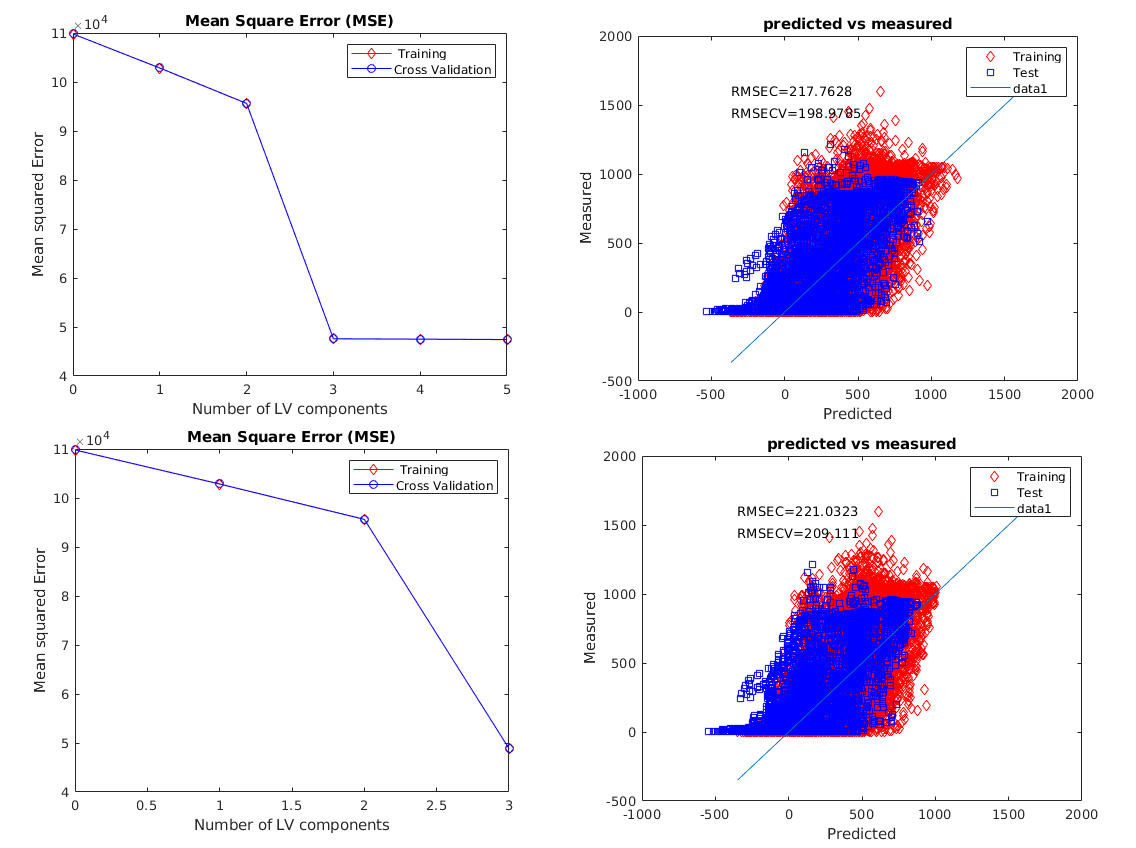 Mean Square Error (MSE)
×10^4
11
10
9
8
7
6
5
4
0
1
2
3
4
5
Mean squared Error
Number of LV components
Training
Cross Validation
predicted vs measured
2000
1500
1000
500
0
-500
-1000
-500
0
500
1000
1500
2000
Measured
Predicted
RMSEC=217.7628
RMSECV=198.9785
Training
Test
data1
Mean Square Error (MSE)
×10^4
11
10
9
8
7
6
5
4
0
0.5
1
1.5
2
2.5
3
Mean squared Error
Number of LV components
Training
Cross Validation
predicted vs measured
2000
1500
1000
500
0
-500
-1000
-500
0
500
1000
1500
2000
Measured
Predicted
RMSEC=221.0323
RMSECV=209.111
Training
Test
data1